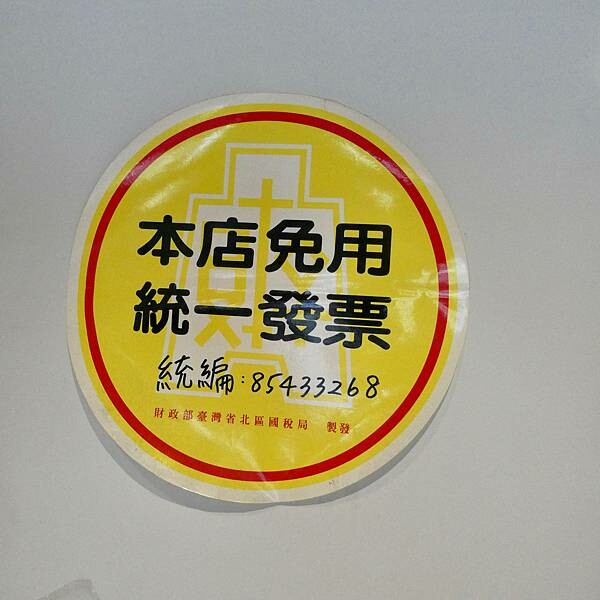 本店免用
統一發票
統編:85433268
財政部臺灣省北區國稅局 製發